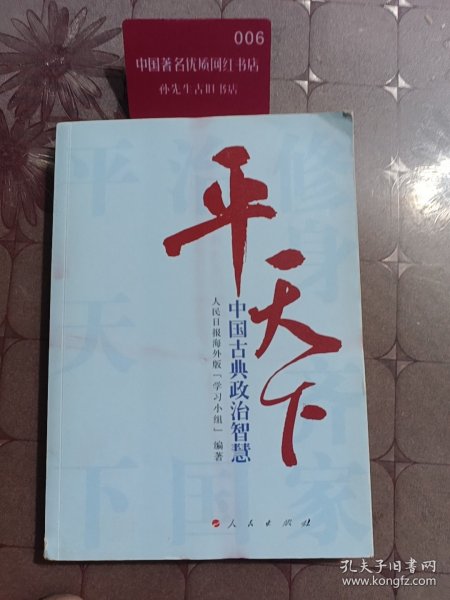 006
中国著名优质网红书店
孙先生古旧书店
平天下
中国古典政治智慧
人民日报海外版「学习小组」 编著
人民出版社
修身齐家
治国
平天下
孔夫子旧书网
www.kongfz.com